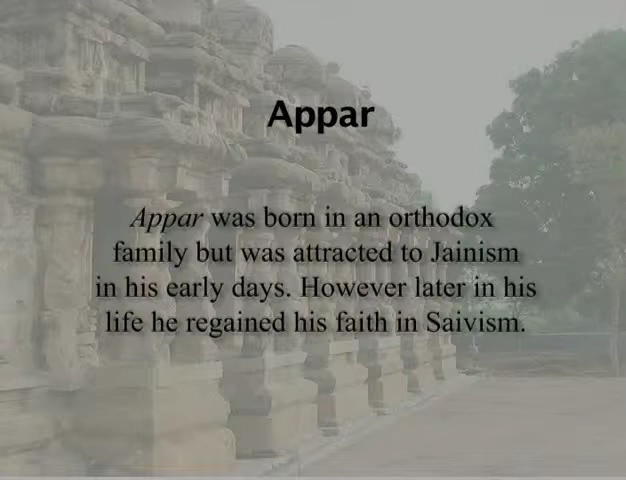 Appar
Appar was born in an orthodox
family but was attracted to Jainism
in his early days. However later in his
life he regained his faith in Saivism.